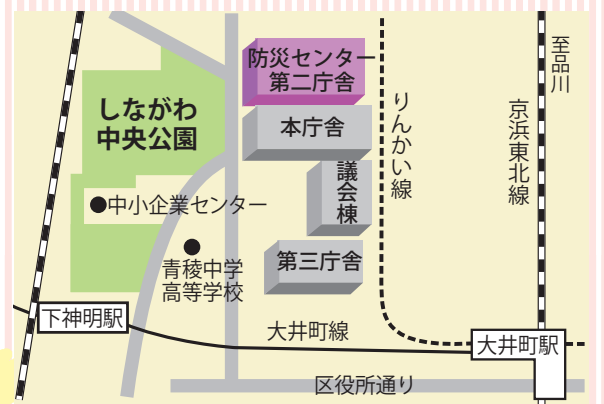 防災センター
第二庁舎
しながわ
中央公園
本庁舎
議会棟
りんかい線
至品川
京浜東北線
●中小企業センター
青稜中学
高等学校
第三庁舎
下神明駅
大井町線
大井町駅
区役所通り